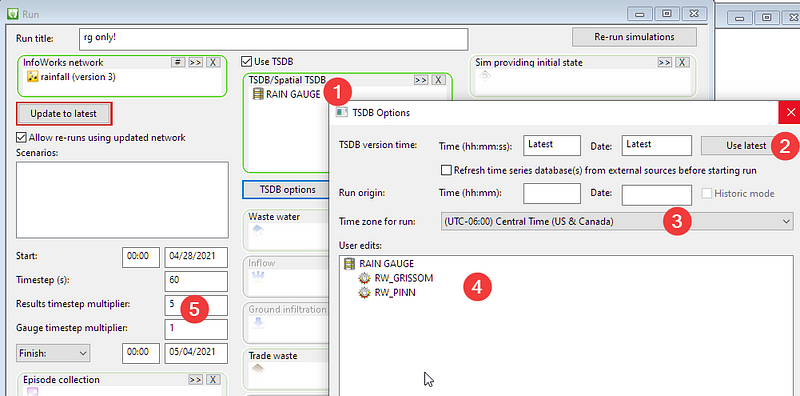 Run
Run title:
rg only!
Re-run simulations
InfoWorks network
# >> X
rainfall (version 3)
Update to latest
Allow re-runs using updated network
Scenarios:
Start:
00:00
04/28/2021
Timestep (s):
60
Results timestep multiplier:
5
5
Gauge timestep multiplier:
1
Finish:
00:00
05/04/2021
Episode collection
>> X
Use TSDB
TSDB/Spatial TSDB
>> X
RAIN GAUGE
1
TSDB options
Waste water
Inflow
Ground infiltration
Trade waste
Sim providing initial state
>> X
TSDB Options
TSDB version time:
Time (hh:mm:ss):
Latest
Date:
Latest
Use latest
2
Refresh time series database(s) from external sources before starting run
Run origin:
Time (hh:mm):
Date:
Historic mode
Time zone for run:
(UTC-06:00) Central Time (US & Canada)
3
User edits:
RAIN GAUGE
RW_GRISSOM
RW_PINN
4